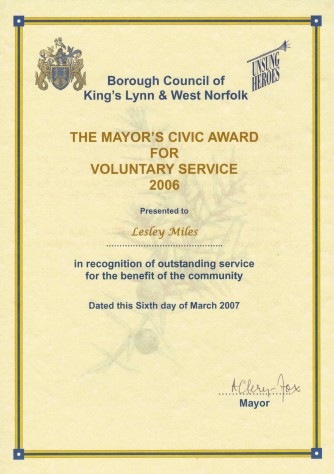 UNSUNG
HEROES
Borough Council of
King's Lynn & West Norfolk
THE MAYOR'S CIVIC AWARD
FOR
VOLUNTARY SERVICE
2006
Presented to
Lesley Miles
in recognition of outstanding service
for the benefit of the community
Dated this Sixth day of March 2007
Mayor